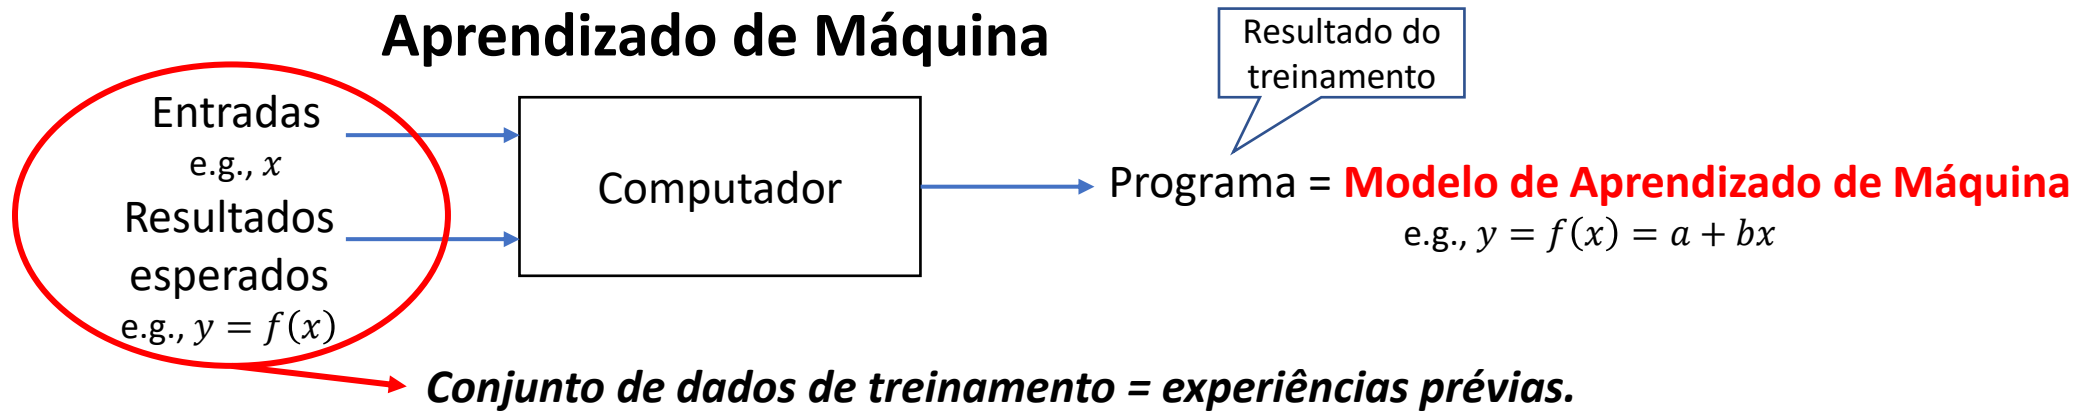 Aprendizado de Máquina
Resultado do
treinamento
Entradas
e.g., x
Resultados
esperados
e.g., y = f(x)
Computador
Programa = Modelo de Aprendizado de Máquina
e.g., y = f(x) = a + bx
Conjunto de dados de treinamento = experiências prévias.